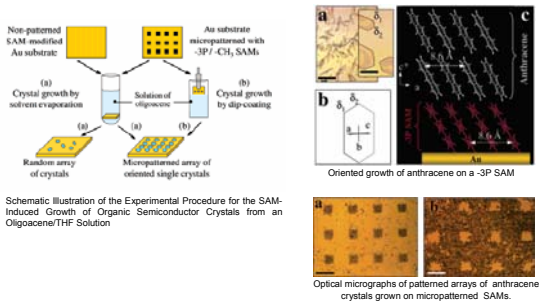 Non-patterned
SAM-modified
Au substrate
Au substrate
micropatterned with
-3P / -CH₃ SAMs
(a)
Crystal growth by
solvent evaporation
Solution of
oligoacene
(b)
Crystal growth
by dip-coating
(a)
(a)
(b)
Random array
of crystals
Micropatterned array of
oriented single crystals
Schematic Illustration of the Experimental Procedure for the SAM-
Induced Growth of Organic Semiconductor Crystals from an
Oligoacene/THF Solution
a
δ₁
δ₂
b
δ₁
δ₂
a
c
b
c
8.6 Å
Anthracene
-3P SAM
8.6 Å
Au
Oriented growth of anthracene on a -3P SAM
a
b
Optical micrographs of patterned arrays of anthracene
crystals grown on micropatterned SAMs.